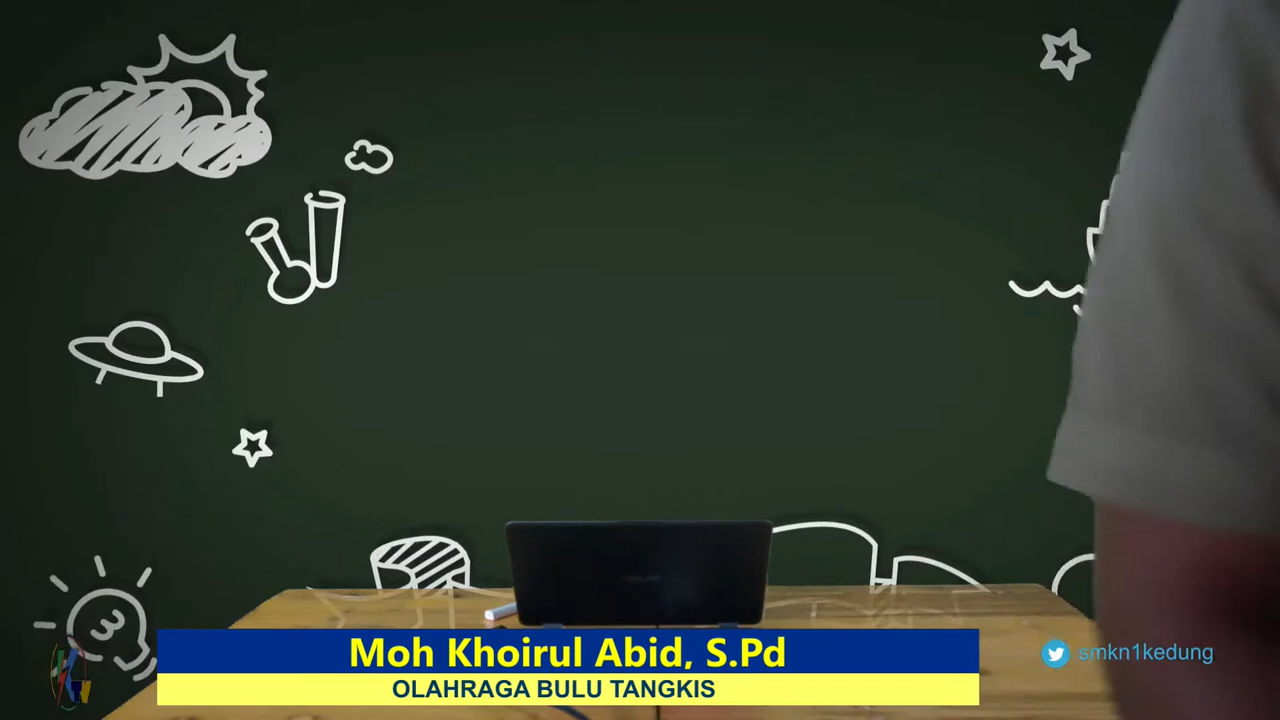 Moh Khoirul Abid, S.Pd
OLAHRAGA BULU TANGKIS
smkn1kedung